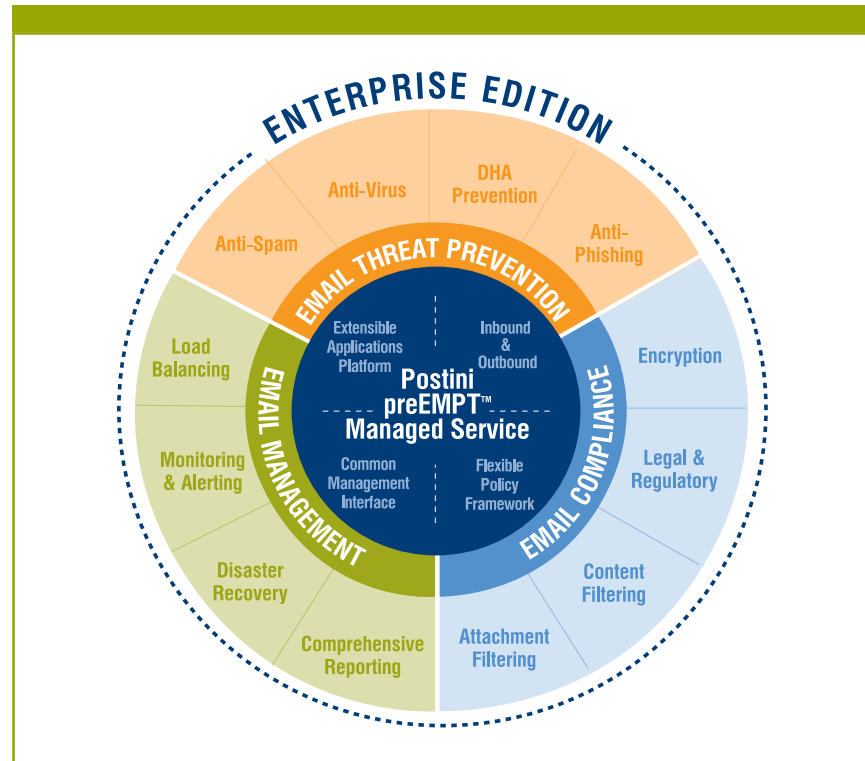 ENTERPRISE EDITION
Anti-Virus
DHA
Prevention
Anti-Spam
Anti-
Phishing
EMAIL THREAT PREVENTION
Extensible
Applications
Platform
Inbound
&
Outbound
Load
Balancing
Encryption
Postini
preEMPT™
Managed Service
EMAIL MANAGEMENT
EMAIL COMPLIANCE
Monitoring
& Alerting
Legal &
Regulatory
Common
Management
Interface
Flexible
Policy
Framework
Disaster
Recovery
Content
Filtering
Comprehensive
Reporting
Attachment
Filtering